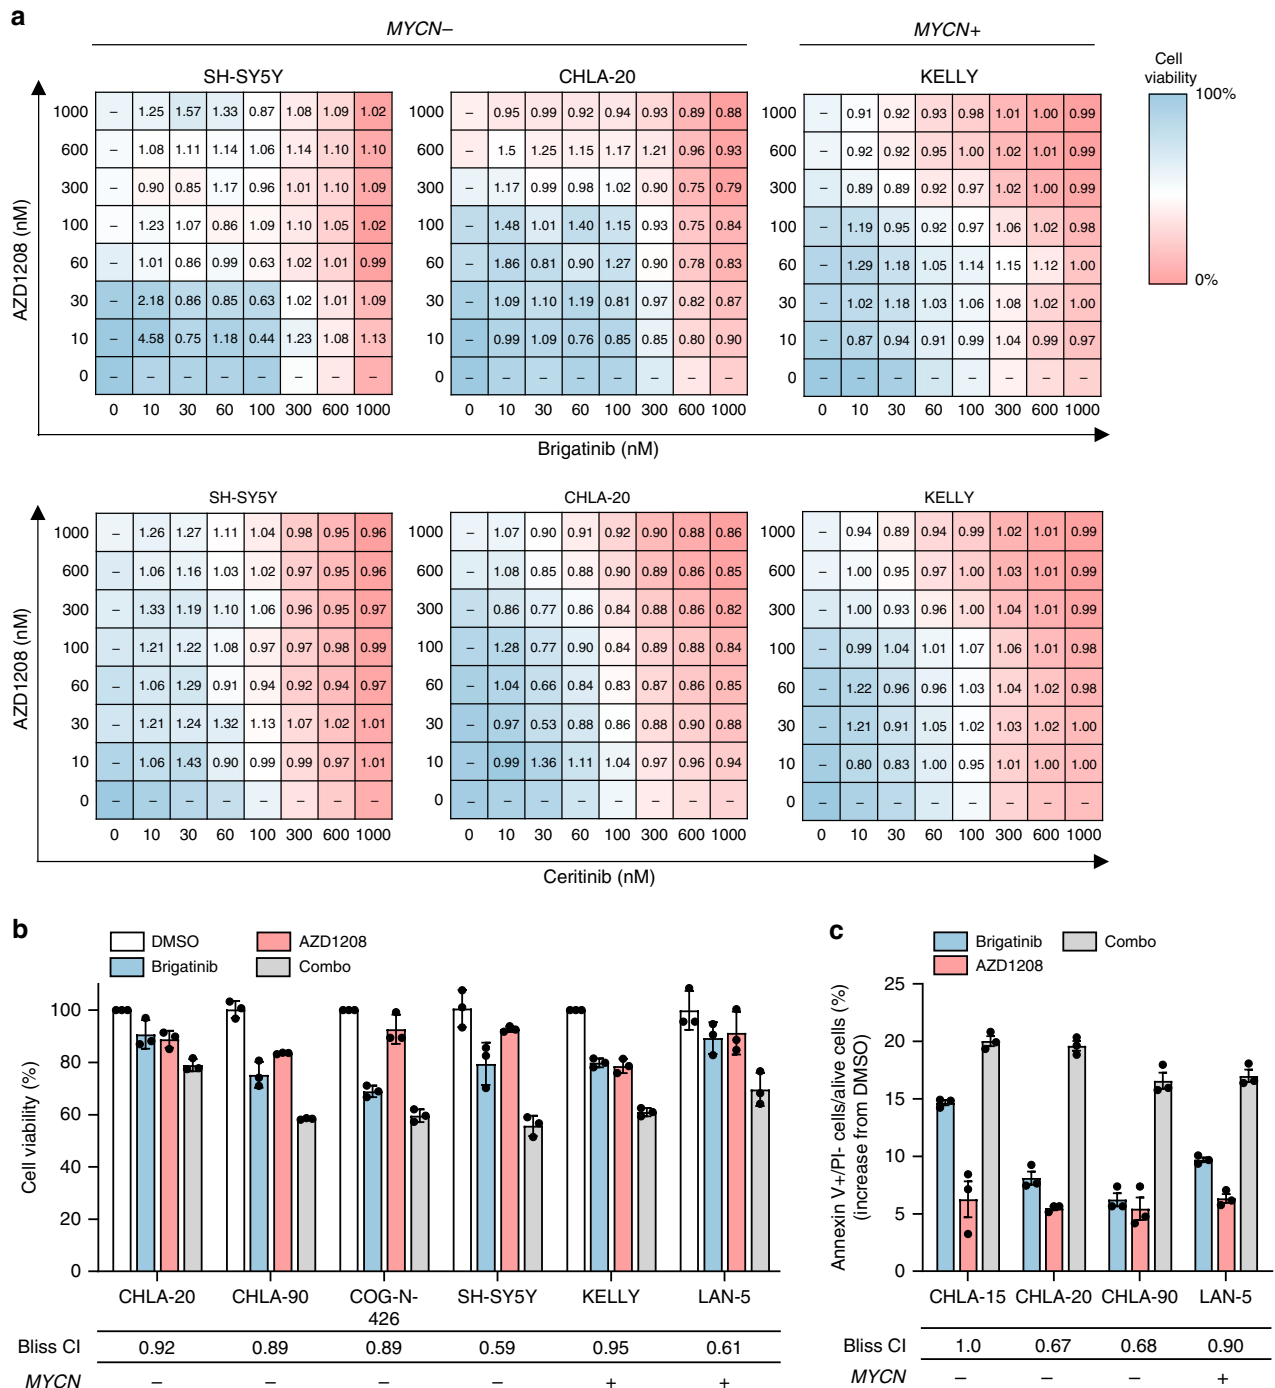 a
MYCN–
MYCN+
SH-SY5Y
CHLA-20
KELLY
Cell viability
100%
0%
AZD1208 (nM)
1000 – 1.25 1.57 1.33 0.87 1.08 1.09 1.02
600 – 1.08 1.11 1.14 1.06 1.14 1.10 1.10
300 – 0.90 0.85 1.17 0.96 1.01 1.10 1.09
100 – 1.23 1.07 0.86 1.09 1.10 1.05 1.02
60 – 1.01 0.86 0.99 0.63 1.02 1.01 0.99
30 – 2.18 0.86 0.85 0.63 1.02 1.01 1.09
10 – 4.58 0.75 1.18 0.44 1.23 1.08 1.13
0 – – – – – – – –
0 10 30 60 100 300 600 1000
1000 – 0.95 0.99 0.92 0.94 0.93 0.89 0.88
600 – 1.5 1.25 1.15 1.17 1.21 0.96 0.93
300 – 1.17 0.99 0.98 1.02 0.90 0.75 0.79
100 – 1.48 1.01 1.40 1.15 0.93 0.75 0.84
60 – 1.86 0.81 0.90 1.27 0.90 0.78 0.83
30 – 1.09 1.10 1.19 0.81 0.97 0.82 0.87
10 – 0.99 1.09 0.76 0.85 0.85 0.80 0.90
0 – – – – – – – –
0 10 30 60 100 300 600 1000
1000 – 0.91 0.92 0.93 0.98 1.01 1.00 0.99
600 – 0.92 0.92 0.95 1.00 1.02 1.01 0.99
300 – 0.89 0.89 0.92 0.97 1.02 1.00 0.99
100 – 1.19 0.95 0.92 0.97 1.06 1.02 0.98
60 – 1.29 1.18 1.05 1.14 1.15 1.12 1.00
30 – 1.02 1.18 1.03 1.06 1.08 1.02 1.00
10 – 0.87 0.94 0.91 0.99 1.04 0.99 0.97
0 – – – – – – – –
0 10 30 60 100 300 600 1000
Brigatinib (nM)
SH-SY5Y
CHLA-20
KELLY
AZD1208 (nM)
1000 – 1.26 1.27 1.11 1.04 0.98 0.95 0.96
600 – 1.06 1.16 1.03 1.02 0.97 0.95 0.96
300 – 1.33 1.19 1.10 1.06 0.96 0.95 0.97
100 – 1.21 1.22 1.08 0.97 0.97 0.98 0.99
60 – 1.06 1.29 0.91 0.94 0.92 0.94 0.97
30 – 1.21 1.24 1.32 1.13 1.07 1.02 1.01
10 – 1.06 1.43 0.90 0.99 0.99 0.97 1.01
0 – – – – – – – –
0 10 30 60 100 300 600 1000
1000 – 1.07 0.90 0.91 0.92 0.90 0.88 0.86
600 – 1.08 0.85 0.88 0.90 0.89 0.86 0.85
300 – 0.86 0.77 0.86 0.84 0.88 0.86 0.82
100 – 1.28 0.77 0.90 0.84 0.89 0.88 0.84
60 – 1.04 0.66 0.84 0.83 0.87 0.86 0.85
30 – 0.97 0.53 0.88 0.86 0.88 0.90 0.88
10 – 0.99 1.36 1.11 1.04 0.97 0.96 0.94
0 – – – – – – – –
0 10 30 60 100 300 600 1000
1000 – 0.94 0.89 0.94 0.99 1.02 1.01 0.99
600 – 1.00 0.95 0.97 1.00 1.03 1.01 0.99
300 – 1.00 0.93 0.96 1.00 1.04 1.01 0.99
100 – 0.99 1.04 1.01 1.07 1.06 1.01 0.98
60 – 1.22 0.96 0.96 1.03 1.04 1.02 0.98
30 – 1.21 0.91 1.05 1.02 1.03 1.02 1.00
10 – 0.80 0.83 1.00 0.95 1.01 1.00 1.00
0 – – – – – – – –
0 10 30 60 100 300 600 1000
Ceritinib (nM)
b
DMSO
AZD1208
Brigatinib
Combo
Cell viability (%)
100
80
60
40
20
0
CHLA-20 CHLA-90 COG-N-426 SH-SY5Y KELLY LAN-5
Bliss CI 0.92 0.89 0.89 0.59 0.95 0.61
MYCN – – – – + +
c
Brigatinib
Combo
AZD1208
Annexin V+/PI- cells/alive cells (%)
(increase from DMSO)
25
20
15
10
5
0
CHLA-15 CHLA-20 CHLA-90 LAN-5
Bliss CI 1.0 0.67 0.68 0.90
MYCN – – – +